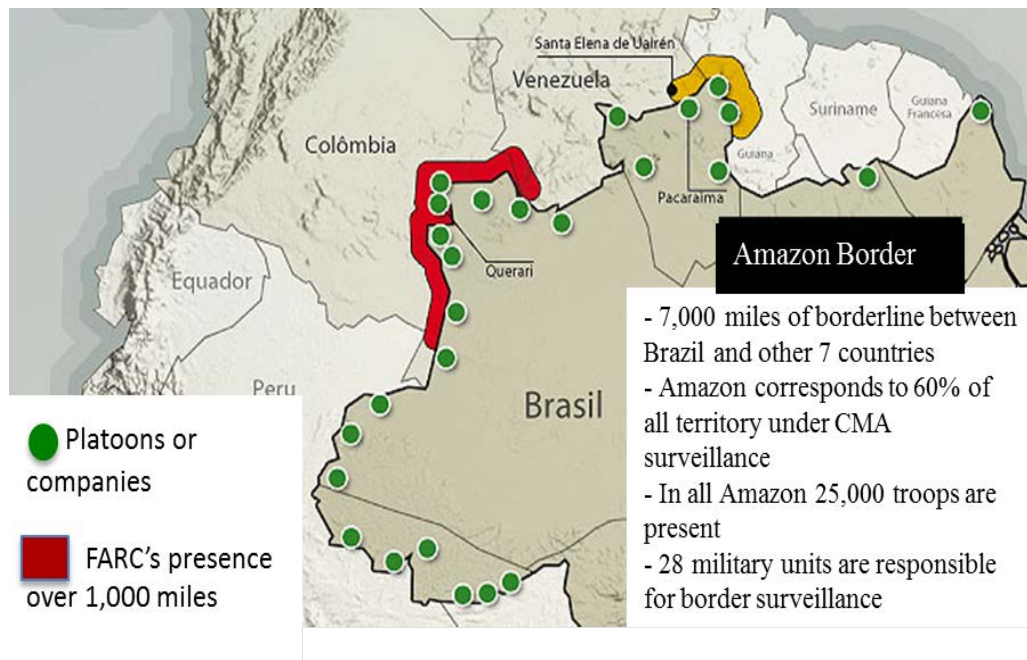 Santa Elena de Uairén
Venezuela
Suriname
Guiana
Francesa
Colômbia
Guiana
Pacaraima
Equador
Querari
Peru
Brasil
Amazon Border
- 7,000 miles of borderline between
Brazil and other 7 countries
- Amazon corresponds to 60% of
all territory under CMA
surveillance
- In all Amazon 25,000 troops are
present
- 28 military units are responsible
for border surveillance
Platoons or
companies
FARC's presence
over 1,000 miles